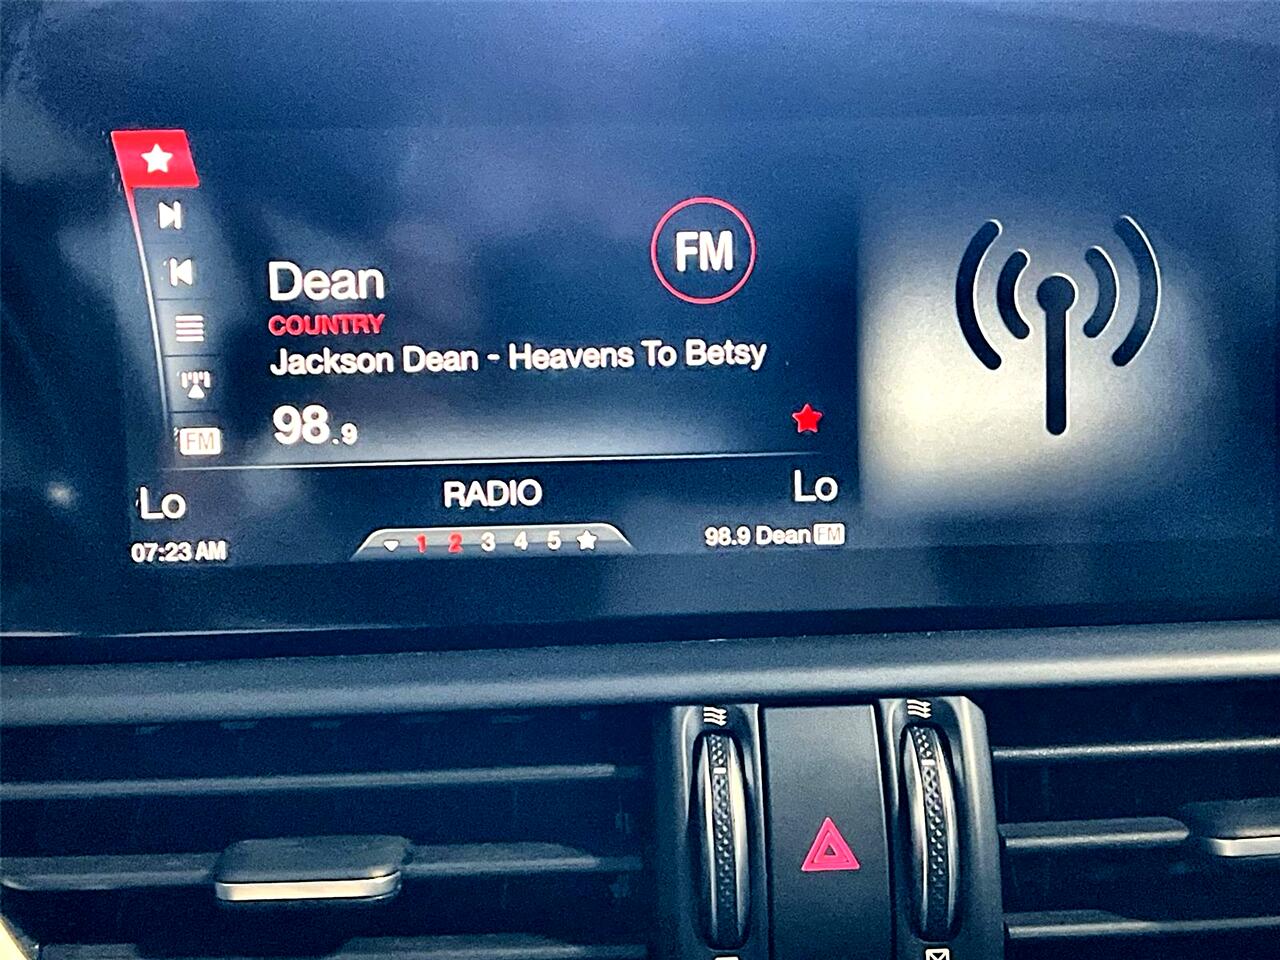 FM
Dean
COUNTRY
Jackson Dean - Heavens To Betsy
98.9
FM
Lo
RADIO
Lo
07:23 AM
1 2 3 4 5
98.9 Dean FM